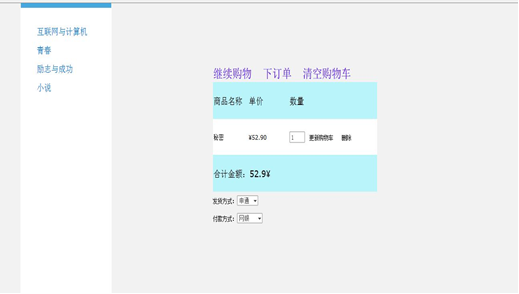 互联网与计算机
青春
励志与成功
小说
继续购物 下订单 清空购物车
商品名称 单价 数量
秘密 ¥52.90 1 更新购物车 删除
合计金额：52.9¥
发货方式： 申通
付款方式： 网银